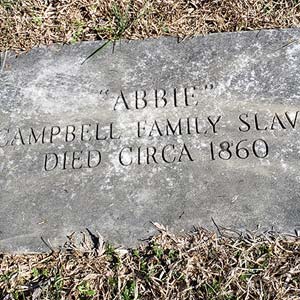 "ABBIE"
CAMPBELL FAMILY SLAV
DIED CIRCA 1860